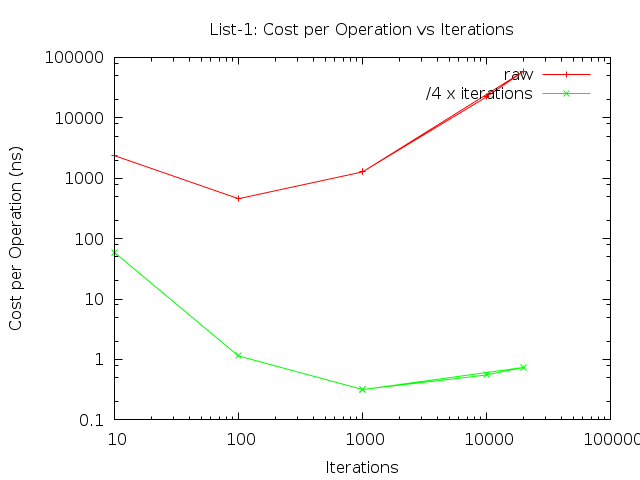 List-1: Cost per Operation vs Iterations
100000
10000
1000
100
10
1
0.1
Cost per Operation (ns)
raw
/4 x iterations
10 100 1000 10000 100000
Iterations